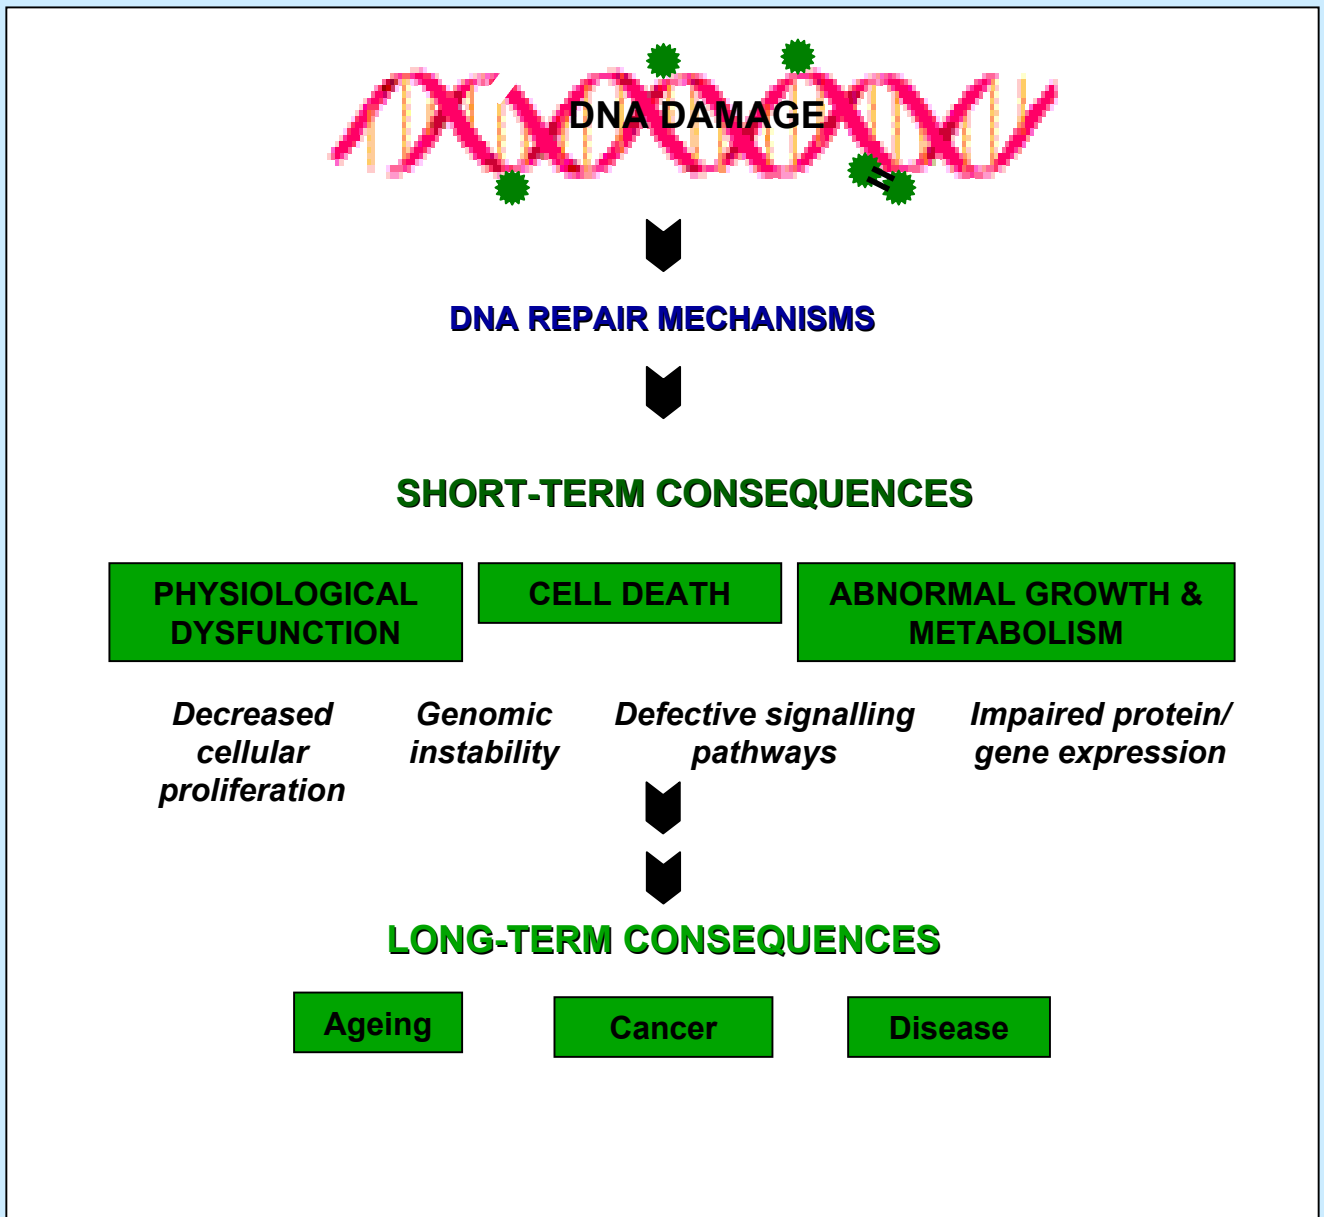 DNA DAMAGE
DNA REPAIR MECHANISMS
SHORT-TERM CONSEQUENCES
PHYSIOLOGICAL
DYSFUNCTION
CELL DEATH
ABNORMAL GROWTH &
METABOLISM
Decreased
cellular
proliferation
Genomic
instability
Defective signalling
pathways
Impaired protein/
gene expression
LONG-TERM CONSEQUENCES
Ageing
Cancer
Disease